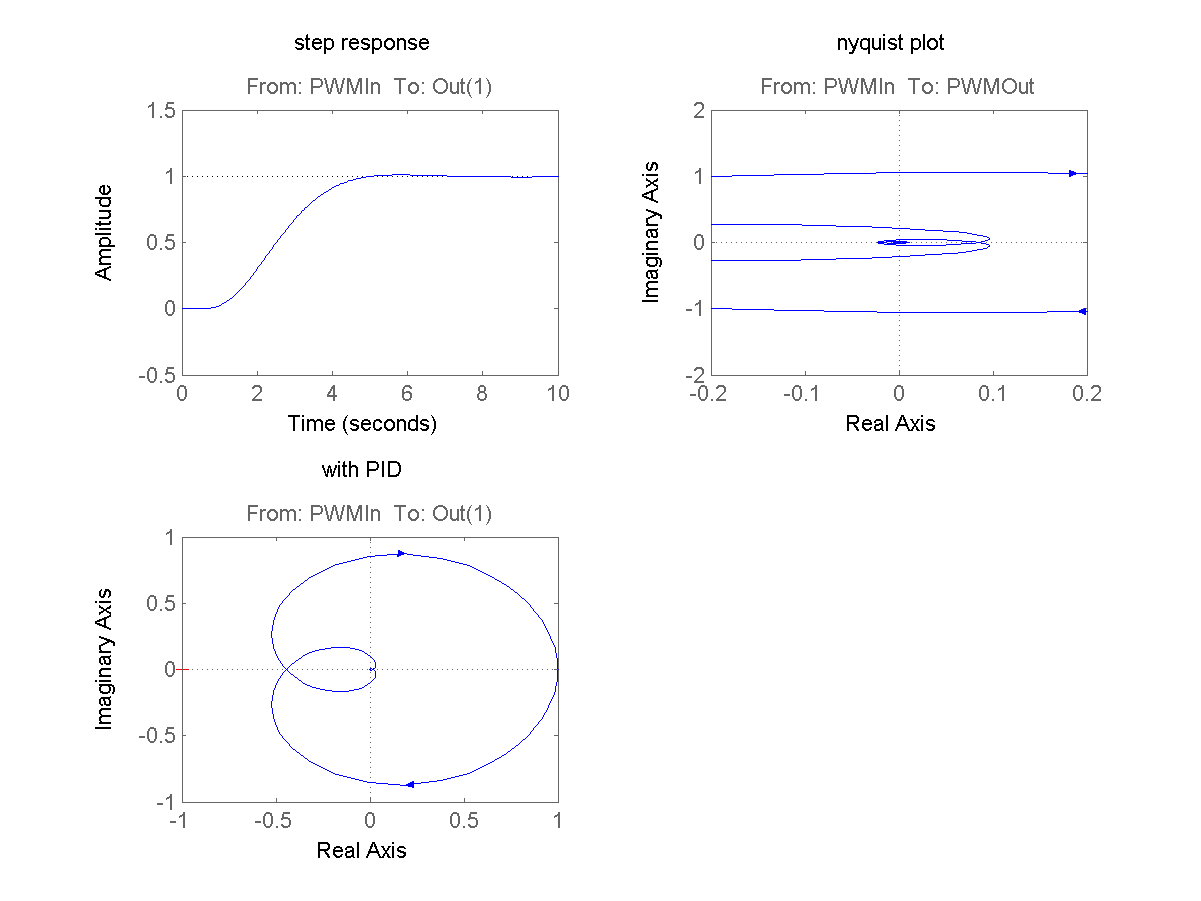 step response
From: PWMIn To: Out(1)
1.5
1
0.5
0
-0.5
Amplitude
0 2 4 6 8 10
Time (seconds)
nyquist plot
From: PWMIn To: PWMOut
2
1
0
-1
-2
Imaginary Axis
-0.2 -0.1 0 0.1 0.2
Real Axis
with PID
From: PWMIn To: Out(1)
1
0.5
0
-0.5
-1
Imaginary Axis
-1 -0.5 0 0.5 1
Real Axis